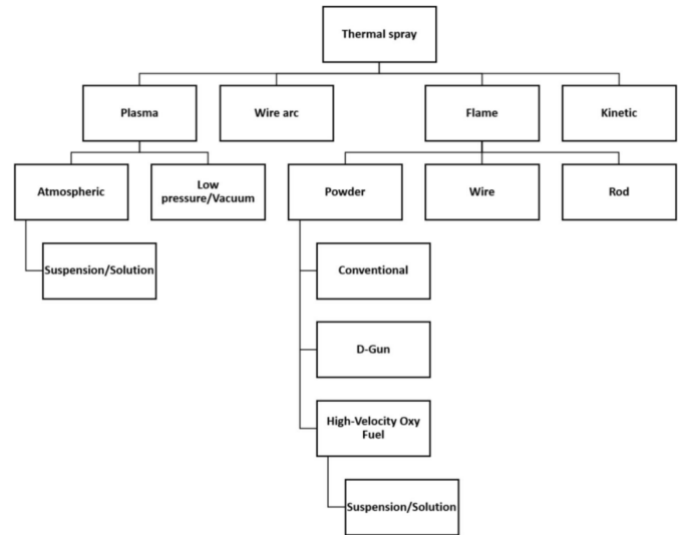 Thermal spray
Plasma
Wire arc
Flame
Kinetic
Atmospheric
Low
pressure/Vacuum
Powder
Wire
Rod
Suspension/Solution
Conventional
D-Gun
High-Velocity Oxy
Fuel
Suspension/Solution